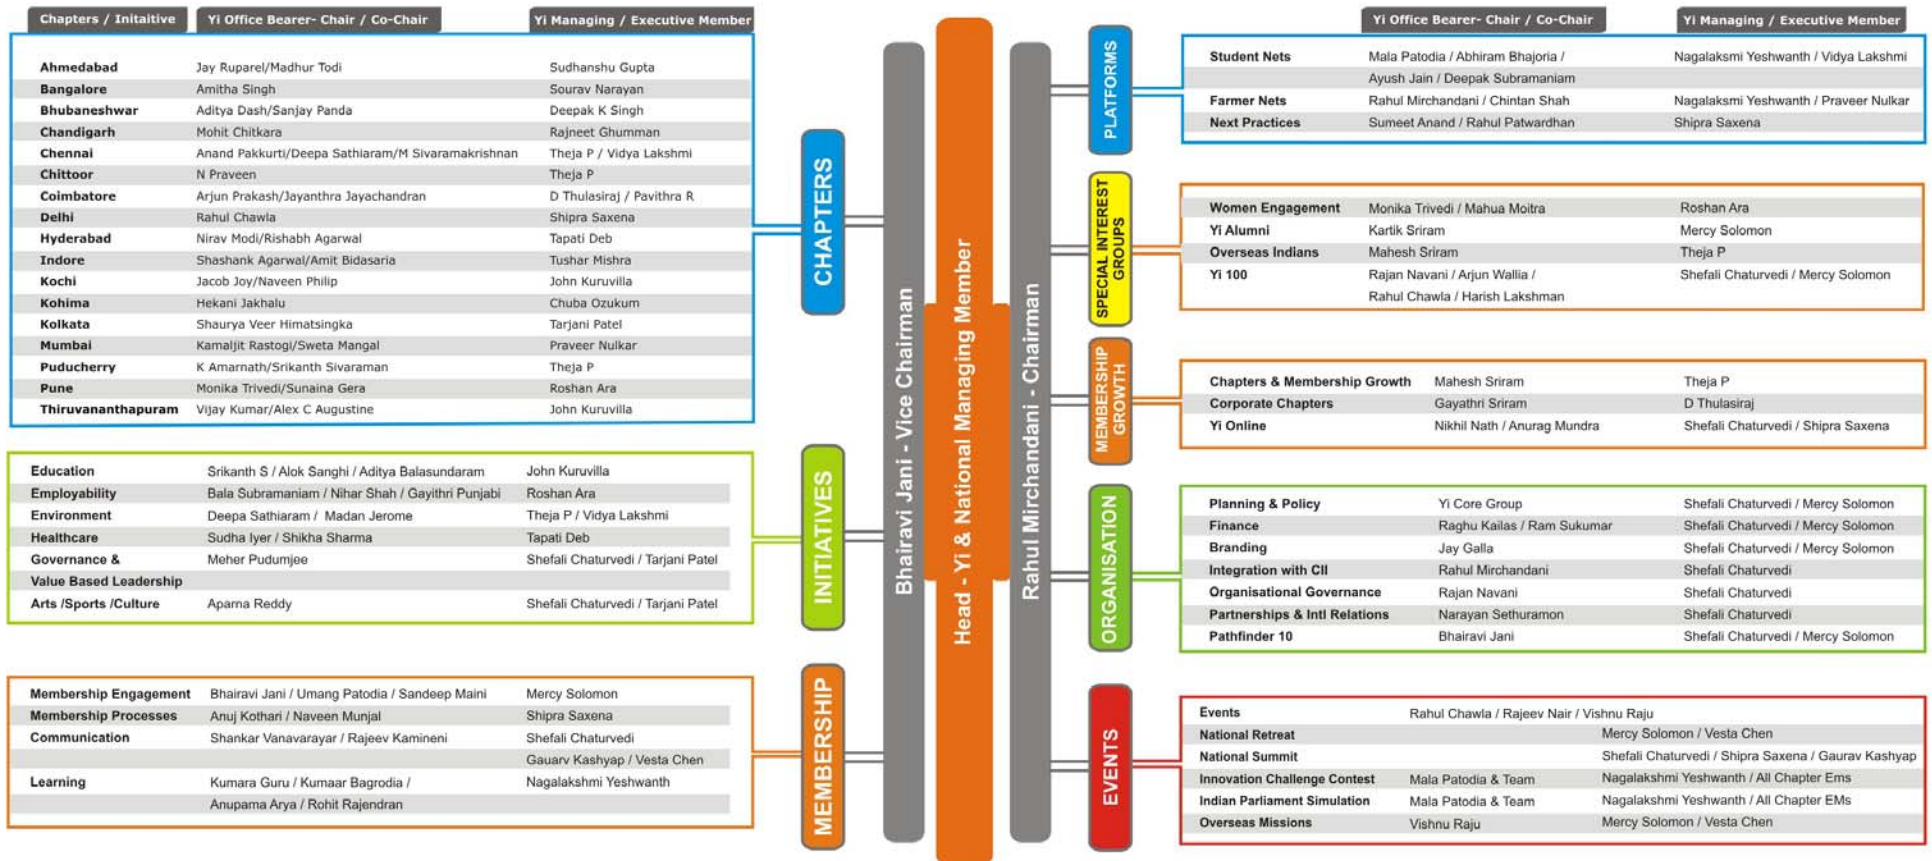 Chapters / Initaitive Yi Office Bearer- Chair / Co-Chair Yi Managing / Executive Member
Ahmedabad Jay Ruparel/Madhur Todi Sudhanshu Gupta
Bangalore Amitha Singh Sourav Narayan
Bhubaneshwar Aditya Dash/Sanjay Panda Deepak K Singh
Chandigarh Mohit Chitkara Rajneet Ghumman
Chennai Anand Pakkurti/Deepa Sathiaram/M Sivaramakrishnan Theja P / Vidya Lakshmi
Chittoor N Praveen Theja P
Coimbatore Arjun Prakash/Jayanthra Jayachandran D Thulasiraj / Pavithra R
Delhi Rahul Chawla Shipra Saxena
Hyderabad Nirav Modi/Rishabh Agarwal Tapati Deb
Indore Shashank Agarwal/Amit Bidasaria Tushar Mishra
Kochi Jacob Joy/Naveen Philip John Kuruvilla
Kohima Hekani Jakhalu Chuba Ozukum
Kolkata Shaurya Veer Himatsingka Tarjani Patel
Mumbai Kamaljit Rastogi/Sweta Mangal Praveer Nulkar
Puducherry K Amarnath/Srikanth Sivaraman Theja P
Pune Monika Trivedi/Sunaina Gera Roshan Ara
Thiruvananthapuram Vijay Kumar/Alex C Augustine John Kuruvilla
CHAPTERS
Education Srikanth S / Alok Sanghi / Aditya Balasundaram John Kuruvilla
Employability Bala Subramaniam / Nihar Shah / Gayithri Punjabi Roshan Ara
Environment Deepa Sathiaram / Madan Jerome Theja P / Vidya Lakshmi
Healthcare Sudha Iyer / Shikha Sharma Tapati Deb
Governance & Meher Pudumjee Shefali Chaturvedi / Tarjani Patel
Value Based Leadership
Arts /Sports /Culture Aparna Reddy Shefali Chaturvedi / Tarjani Patel
INITIATIVES
Membership Engagement Bhairavi Jani / Umang Patodia / Sandeep Maini Mercy Solomon
Membership Processes Anuj Kothari / Naveen Munjal Shipra Saxena
Communication Shankar Vanavarayar / Rajeev Kamineni Shefali Chaturvedi
Gauarv Kashyap / Vesta Chen
Learning Kumara Guru / Kumaar Bagrodia / Nagalakshmi Yeshwanth
Anupama Arya / Rohit Rajendran
MEMBERSHIP
Bhairavi Jani - Vice Chairman
Head - Yi & National Managing Member
Rahul Mirchandani - Chairman
Yi Office Bearer- Chair / Co-Chair Yi Managing / Executive Member
PLATFORMS
Student Nets Mala Patodia / Abhiram Bhajoria / Nagalaksmi Yeshwanth / Vidya Lakshmi
Ayush Jain / Deepak Subramaniam
Farmer Nets Rahul Mirchandani / Chintan Shah Nagalaksmi Yeshwanth / Praveer Nulkar
Next Practices Sumeet Anand / Rahul Patwardhan Shipra Saxena
SPECIAL INTEREST
GROUPS
Women Engagement Monika Trivedi / Mahua Moitra Roshan Ara
Yi Alumni Kartik Sriram Mercy Solomon
Overseas Indians Mahesh Sriram Theja P
Yi 100 Rajan Navani / Arjun Wallia / Shefali Chaturvedi / Mercy Solomon
Rahul Chawla / Harish Lakshman
MEMBERSHIP
GROWTH
Chapters & Membership Growth Mahesh Sriram Theja P
Corporate Chapters Gayathri Sriram D Thulasiraj
Yi Online Nikhil Nath / Anurag Mundra Shefali Chaturvedi / Shipra Saxena
ORGANISATION
Planning & Policy Yi Core Group Shefali Chaturvedi / Mercy Solomon
Finance Raghu Kailas / Ram Sukumar Shefali Chaturvedi / Mercy Solomon
Branding Jay Galla Shefali Chaturvedi / Mercy Solomon
Integration with CII Rahul Mirchandani Shefali Chaturvedi
Organisational Governance Rajan Navani Shefali Chaturvedi
Partnerships & Intl Relations Narayan Sethuramon Shefali Chaturvedi
Pathfinder 10 Bhairavi Jani Shefali Chaturvedi / Mercy Solomon
EVENTS
Events Rahul Chawla / Rajeev Nair / Vishnu Raju
National Retreat Mercy Solomon / Vesta Chen
National Summit Shefali Chaturvedi / Shipra Saxena / Gaurav Kashyap
Innovation Challenge Contest Mala Patodia & Team Nagalakshmi Yeshwanth / All Chapter Ems
Indian Parliament Simulation Mala Patodia & Team Nagalakshmi Yeshwanth / All Chapter EMs
Overseas Missions Vishnu Raju Mercy Solomon / Vesta Chen